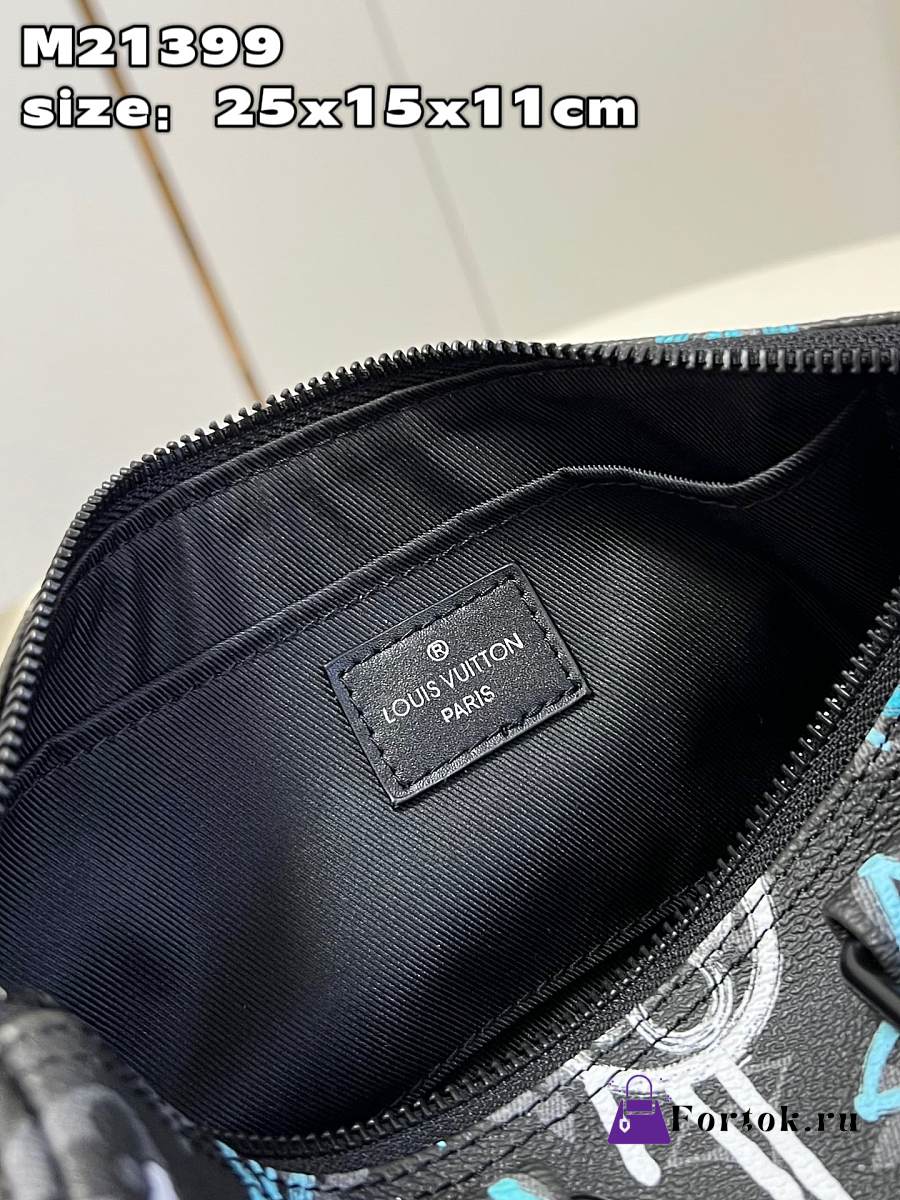 M21399
size: 25x15x11cm
®
LOUIS VUITTON
PARIS
Fortok.ru